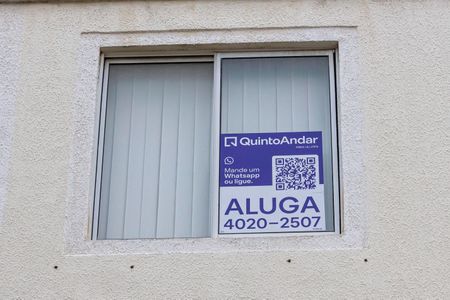 QuintoAndar
Mande um
Whatsapp
ou ligue.
ALUGA
4020-2507